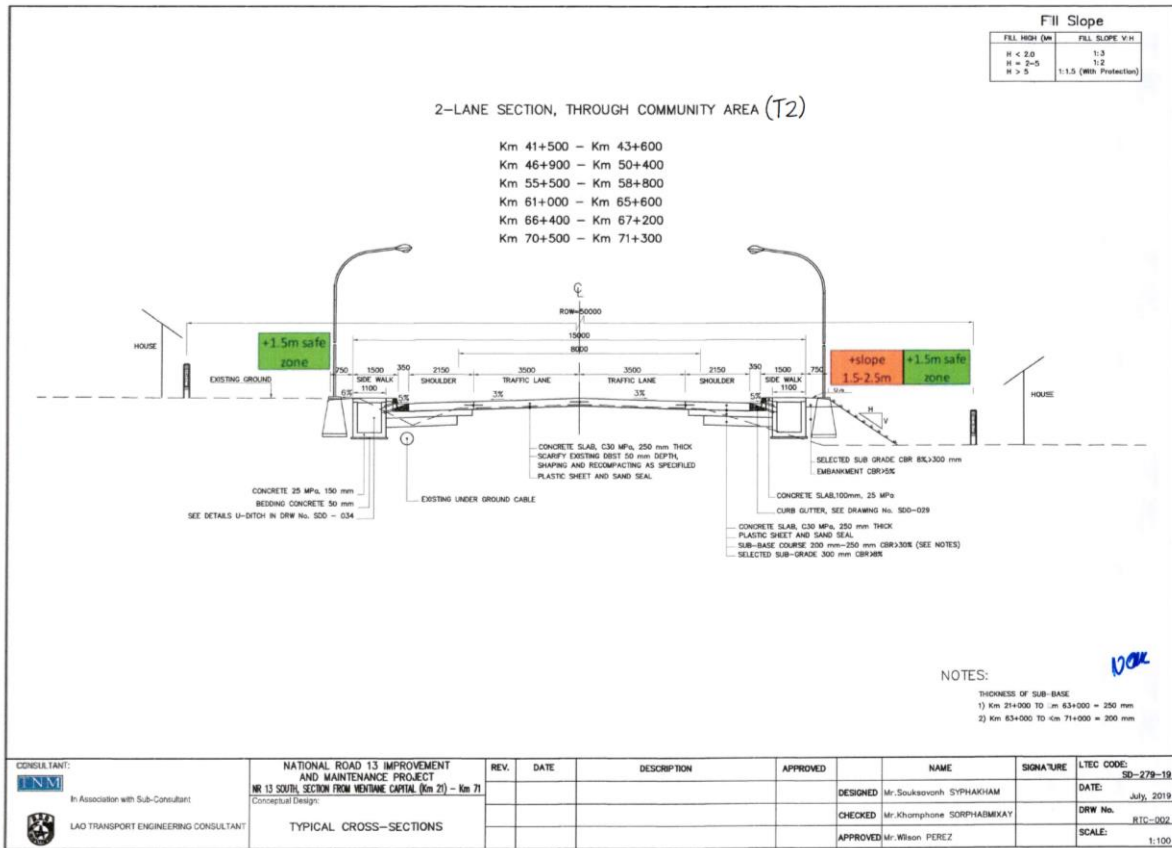 Fill Slope
FILL HIGH (M) FILL SLOPE V:H
H < 2.0 1:3
H = 2-5 1:2
H > 5 1:1.5 (With Protection)
2-LANE SECTION, THROUGH COMMUNITY AREA (T2)
Km 41+500 - Km 43+600
Km 46+900 - Km 50+400
Km 55+500 - Km 58+800
Km 61+000 - Km 65+600
Km 66+400 - Km 67+200
Km 70+500 - Km 71+300
ROW=50000
15000
8000
HOUSE
+1.5m safe
zone
+slope
1.5-2.5m
+1.5m safe
zone
HOUSE
750 1500 350 2150 3500 3500 2150 350 1500 750
SIDE WALK SHOULDER TRAFFIC LANE TRAFFIC LANE SHOULDER SIDE WALK
1100 1100
EXISTING GROUND
6% 5% 3% 3% 5%
H
V
CONCRETE SLAB, C30 MPa, 250 mm THICK
SCARIFY EXISTING DBST 50 mm DEPTH,
SHAPING AND RECOMPACTING AS SPECIFIED
PLASTIC SHEET AND SAND SEAL
SELECTED SUB GRADE CBR 8%,>300 mm
EMBANKMENT CBR>5%
CONCRETE 25 MPa, 150 mm
BEDDING CONCRETE 50 mm
SEE DETAILS U-DITCH IN DRW No. SDD - 034
EXISTING UNDER GROUND CABLE
CONCRETE SLAB,100mm, 25 MPa
CURB GUTTER, SEE DRAWING No. SDD-029
CONCRETE SLAB, C30 MPa, 250 mm THICK
PLASTIC SHEET AND SAND SEAL
SUB-BASE COURSE 200 mm-250 mm CBR>30% (SEE NOTES)
SELECTED SUB-GRADE 300 mm CBR>8%
NOTES:
THICKNESS OF SUB-BASE
1) Km 21+000 TO Km 63+000 = 250 mm
2) Km 63+000 TO Km 71+000 = 200 mm
CONSULTANT:
TNM
In Association with Sub-Consultant
LAO TRANSPORT ENGINEERING CONSULTANT
NATIONAL ROAD 13 IMPROVEMENT
AND MAINTENANCE PROJECT
NR 13 SOUTH, SECTION FROM VIENTIANE CAPITAL (Km 21) - Km 71
Conceptual Design:
TYPICAL CROSS-SECTIONS
REV. DATE DESCRIPTION APPROVED
NAME SIGNATURE
DESIGNED Mr.Souksavanh SYPHAKHAM
CHECKED Mr.Khamphone SORPHABMIXAY
APPROVED Mr.Wilson PEREZ
LTEC CODE:
SD-279-19
DATE:
July, 2019
DRW No.
RTC-002
SCALE:
1:100